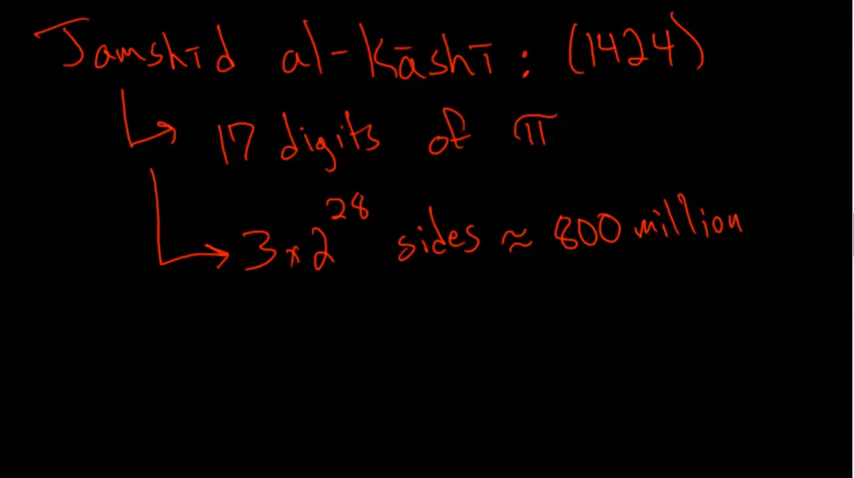 Jamshīd al-Kāshī: (1424)
17 digits of π
3 × 2^28 sides ≈ 800 million